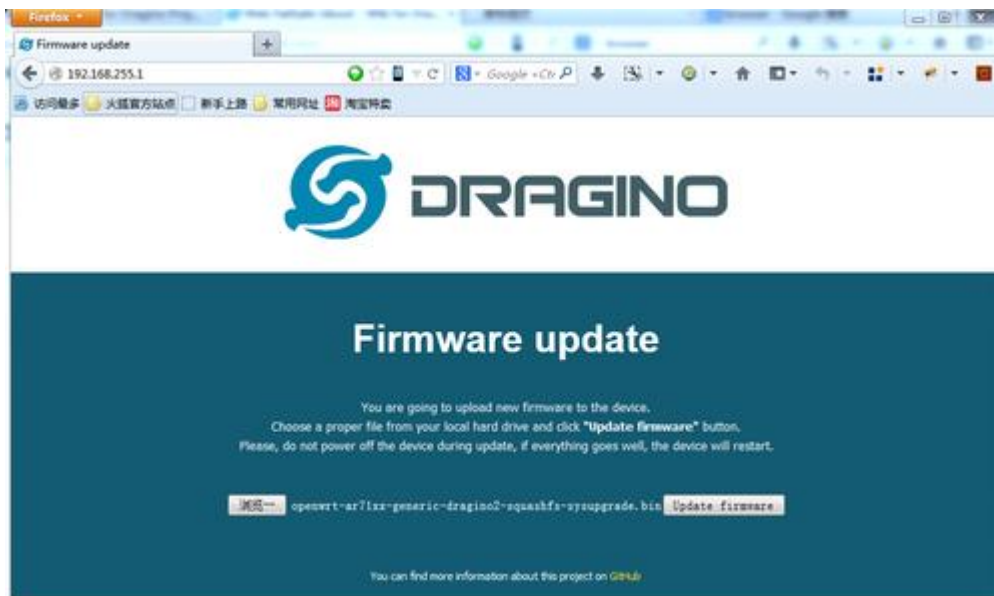 Firefox
Firmware update
192.168.255.1
Google <Ctr
访问最多 火狐官方站点 新手上路 常用网址 淘宝特卖
DRAGINO
Firmware update
You are going to upload new firmware to the device.
Choose a proper file from your local hard drive and click "Update firmware" button.
Please, do not power off the device during update, if everything goes well, the device will restart.
浏览… openwrt-ar71xx-generic-dragino2-squashfs-sysupgrade.bin Update firmware
You can find more information about this project on GitHub